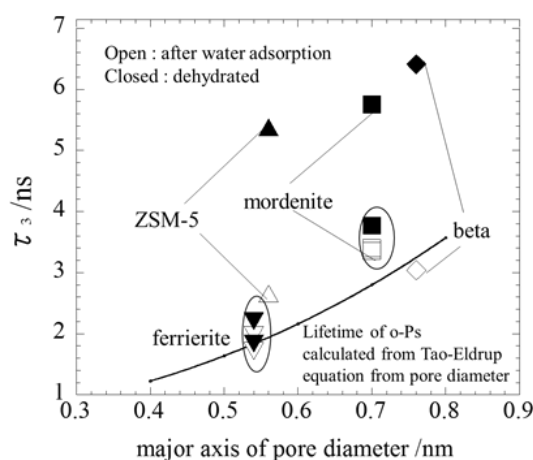 7
6
5
4
3
2
1
τ ₃ /ns
Open : after water adsorption
Closed : dehydrated
ZSM-5
mordenite
beta
ferrierite
Lifetime of o-Ps
calculated from Tao-Eldrup
equation from pore diameter
0.3 0.4 0.5 0.6 0.7 0.8 0.9
major axis of pore diameter /nm